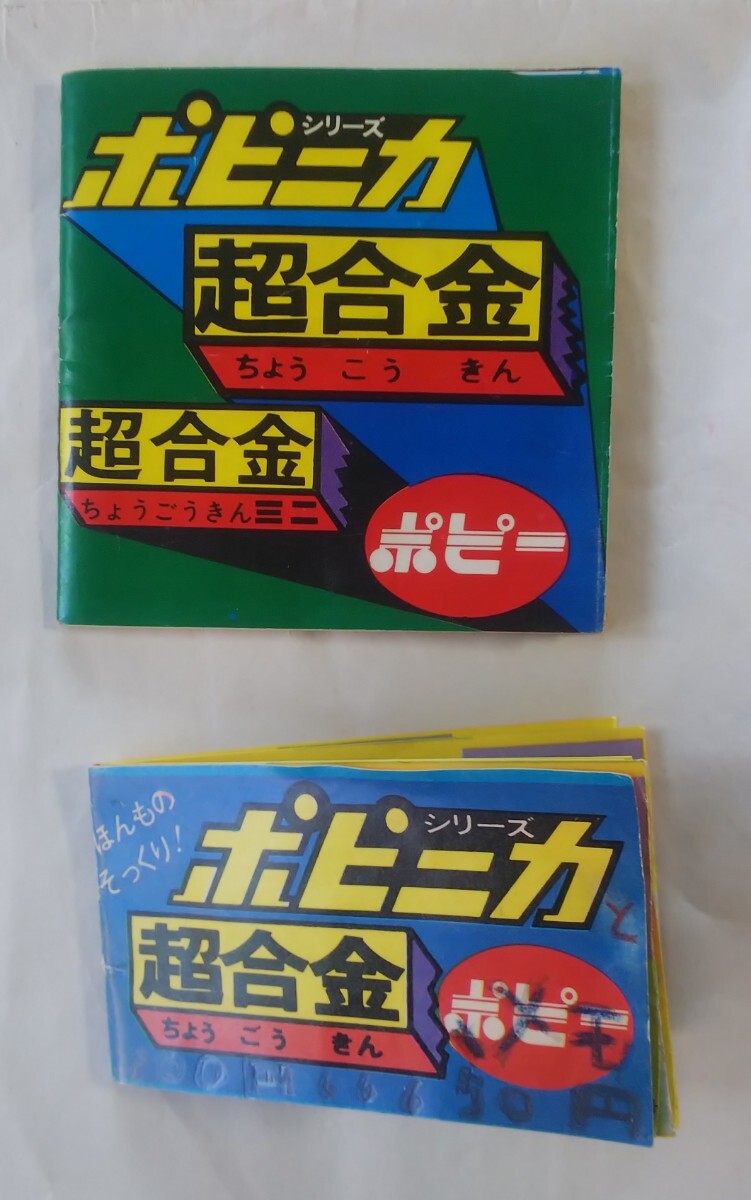 ポピニカ
シリーズ
超合金
ちょう こう きん
超合金
ちょうごうきんミニ
ポピー
ほんもの
そっくり!
ポピニカ
シリーズ
と
超合金
ちょう ごう きん
ポピー
50円